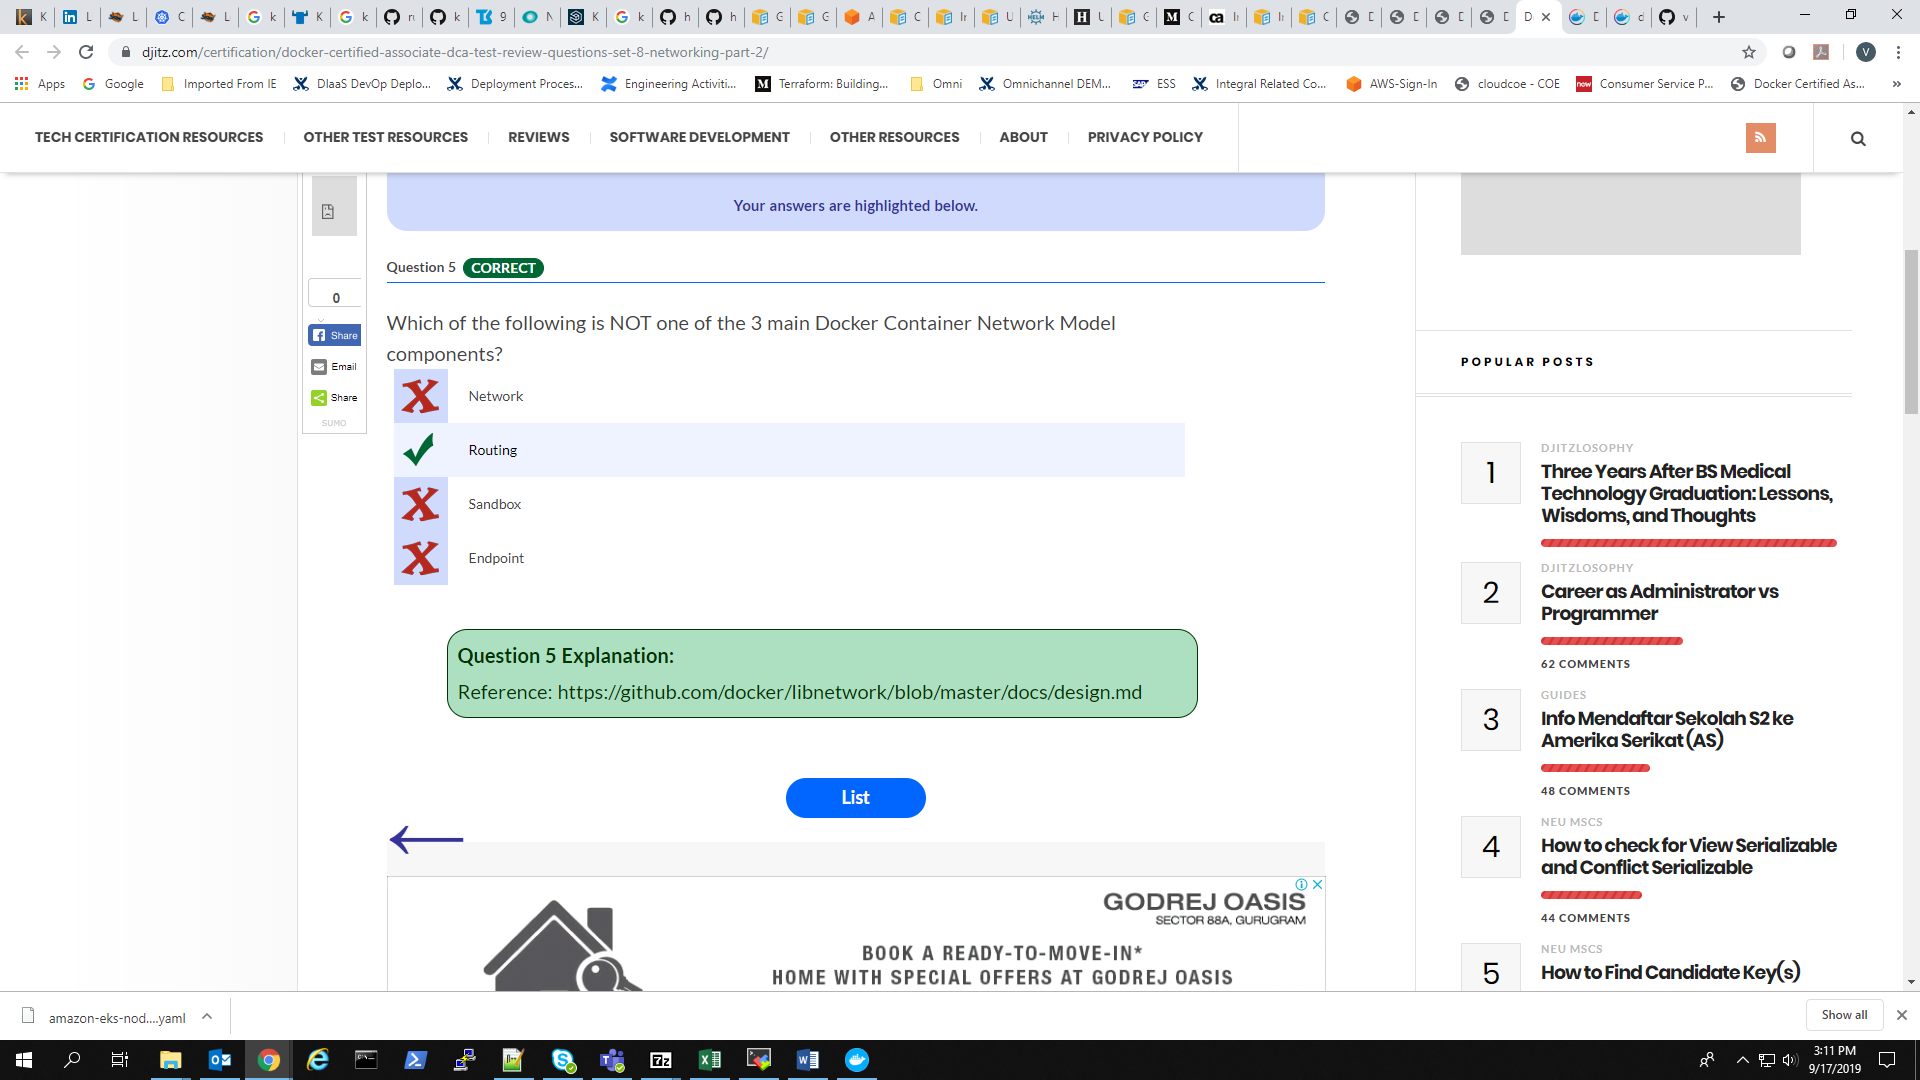 djitz.com/certification/docker-certified-associate-dca-test-review-questions-set-8-networking-part-2/
V
Apps
Google
Imported From IE
DIaaS DevOp Deplo...
Deployment Proces...
Engineering Activiti...
Terraform: Building...
Omni
Omnichannel DEM...
ESS
Integral Related Co...
AWS-Sign-In
cloudcoe - COE
Consumer Service P...
Docker Certified As...
»
TECH CERTIFICATION RESOURCES
OTHER TEST RESOURCES
REVIEWS
SOFTWARE DEVELOPMENT
OTHER RESOURCES
ABOUT
PRIVACY POLICY
Your answers are highlighted below.
Question 5 CORRECT
0
Share
Email
Share
SUMO
Which of the following is NOT one of the 3 main Docker Container Network Model
components?
Network
Routing
Sandbox
Endpoint
Question 5 Explanation:
Reference: https://github.com/docker/libnetwork/blob/master/docs/design.md
List
GODREJ OASIS
SECTOR 88A, GURUGRAM
BOOK A READY-TO-MOVE-IN*
HOME WITH SPECIAL OFFERS AT GODREJ OASIS
POPULAR POSTS
1
DJITZLOSOPHY
Three Years After BS Medical
Technology Graduation: Lessons,
Wisdoms, and Thoughts
2
DJITZLOSOPHY
Career as Administrator vs
Programmer
62 COMMENTS
3
GUIDES
Info Mendaftar Sekolah S2 ke
Amerika Serikat (AS)
48 COMMENTS
4
NEU MSCS
How to check for View Serializable
and Conflict Serializable
44 COMMENTS
5
NEU MSCS
How to Find Candidate Key(s)
amazon-eks-nod....yaml
Show all
3:11 PM
9/17/2019